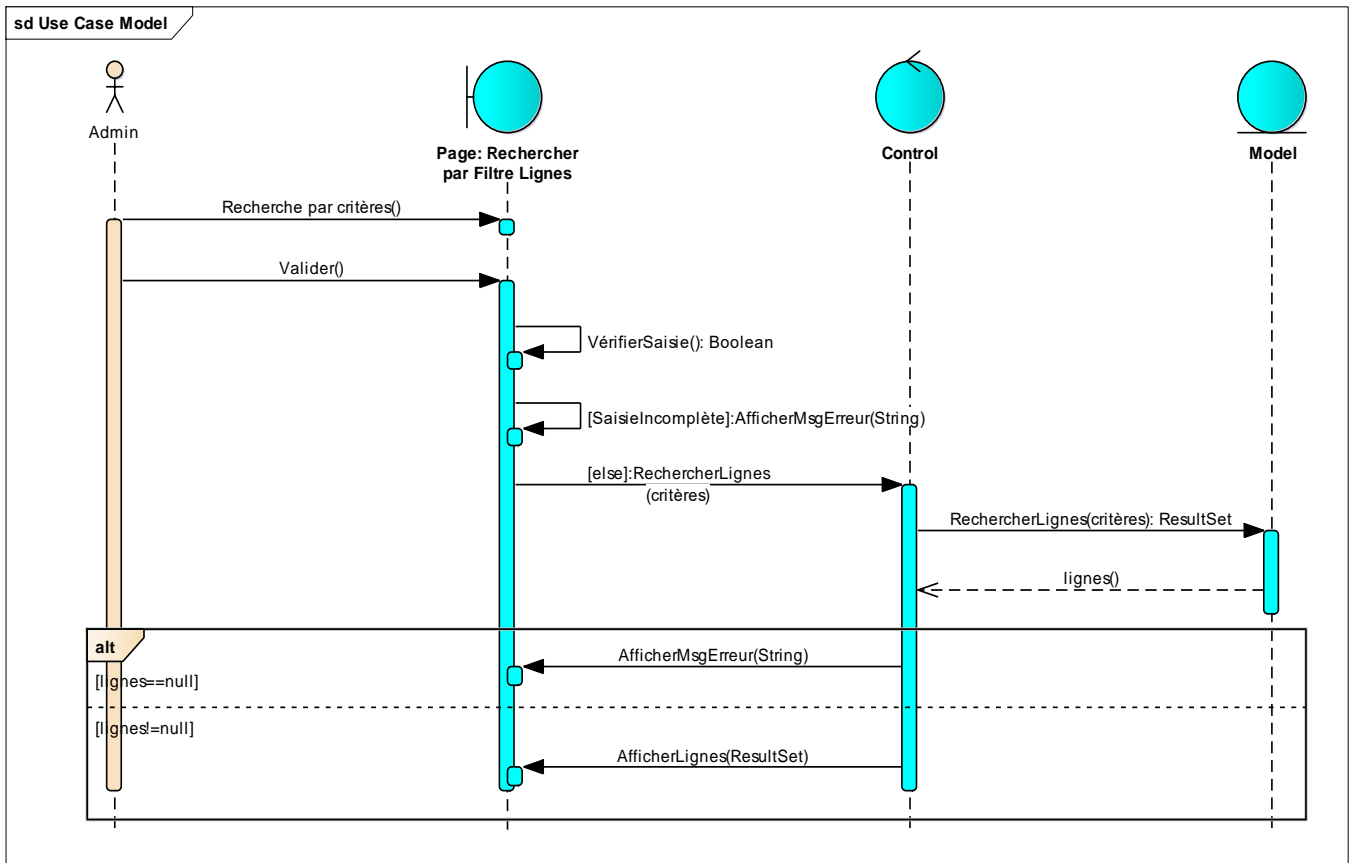 sd Use Case Model
Admin
Page: Rechercher
par Filtre Lignes
Control
Model
Recherche par critères()
Valider()
VérifierSaisie(): Boolean
[SaisieIncomplète]:AfficherMsgErreur(String)
[else]:RechercherLignes
(critères)
RechercherLignes(critères): ResultSet
lignes()
alt
AfficherMsgErreur(String)
[lignes==null]
[lignes!=null]
AfficherLignes(ResultSet)